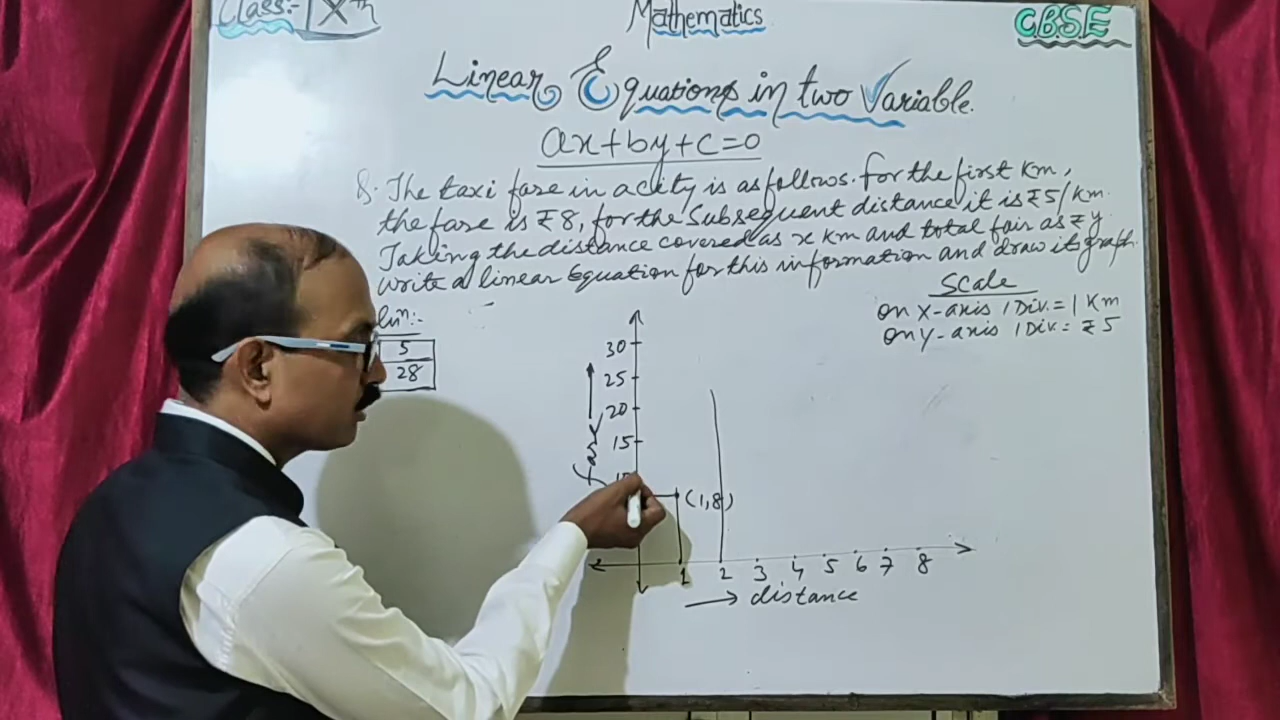 Class:- Xth
Mathematics
C.B.S.E
Linear Equations in two Variable.
ax+by+c=0
Q. The taxi fare in a city is as follows. for the first Km,
the fare is ₹8, for the Subsequent distance it is ₹5/km.
Taking the distance covered as x Km and total fair as ₹y.
write a linear Equation for this information and draw its graph.
Scale
on X-axis 1 Div. = 1 Km
on y-axis 1 Div. = ₹5
lin:-
5
28
30
25
20
15
fare
(1,8)
1 2 3 4 5 6 7 8
distance